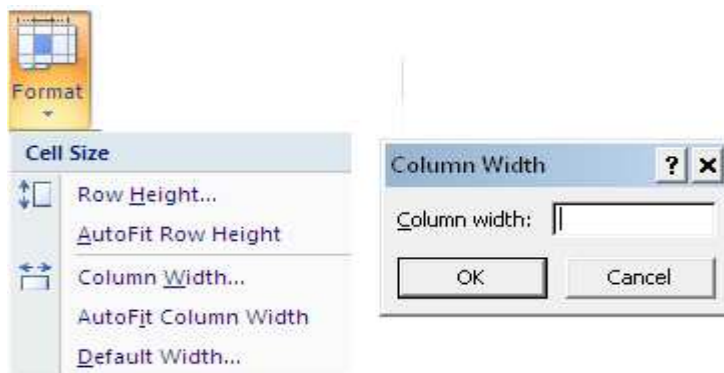 Format
Cell Size
Row Height...
AutoFit Row Height
Column Width...
AutoFit Column Width
Default Width...
Column Width
Column width:
OK
Cancel